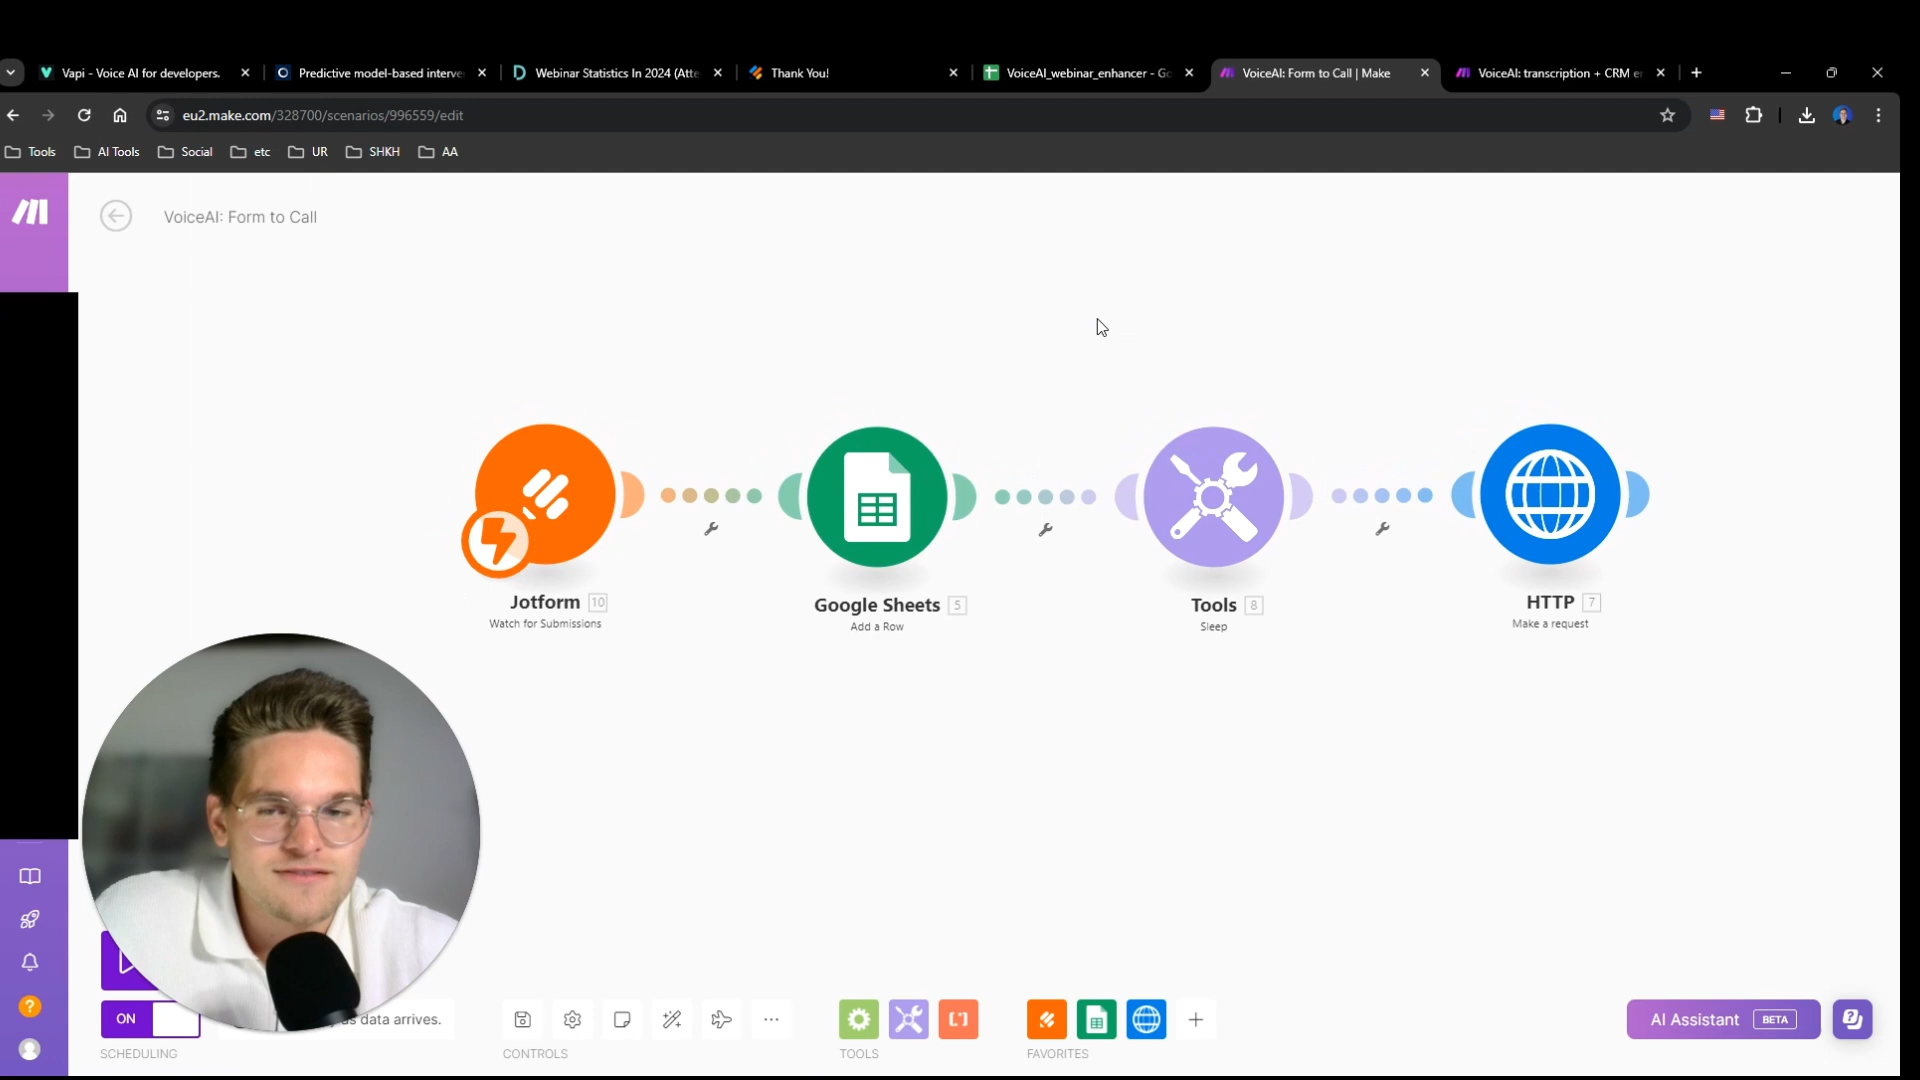 Vapi - Voice AI for developers.
Predictive model-based interve
Webinar Statistics In 2024 (Atte
Thank You!
VoiceAI_webinar_enhancer - Go
VoiceAI: Form to Call | Make
VoiceAI: transcription + CRM er
eu2.make.com/328700/scenarios/996559/edit
Tools
AI Tools
Social
etc
UR
SHKH
AA
VoiceAI: Form to Call
Jotform 10
Watch for Submissions
Google Sheets 5
Add a Row
Tools 8
Sleep
HTTP 7
Make a request
ON
as data arrives.
SCHEDULING
CONTROLS
TOOLS
FAVORITES
AI Assistant BETA